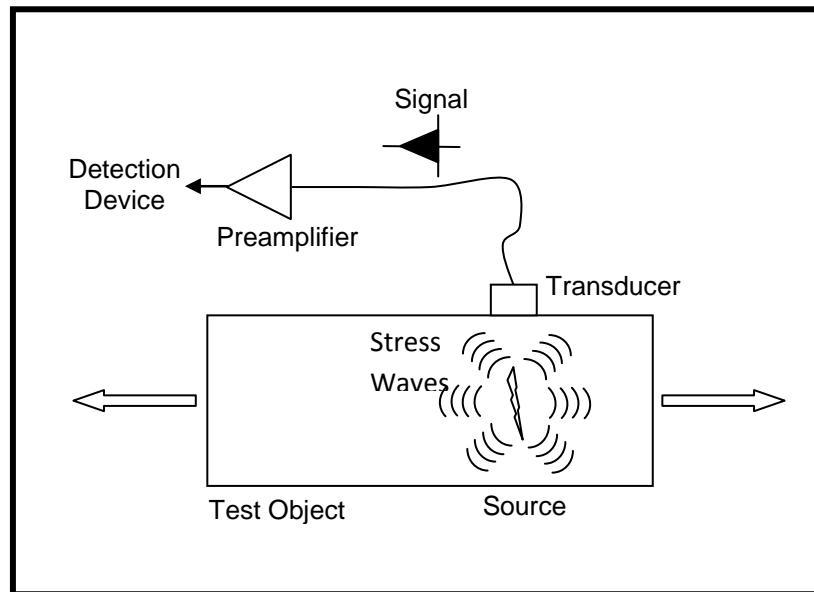 Signal
Detection
Device
Preamplifier
Transducer
Stress
Waves
Test Object
Source